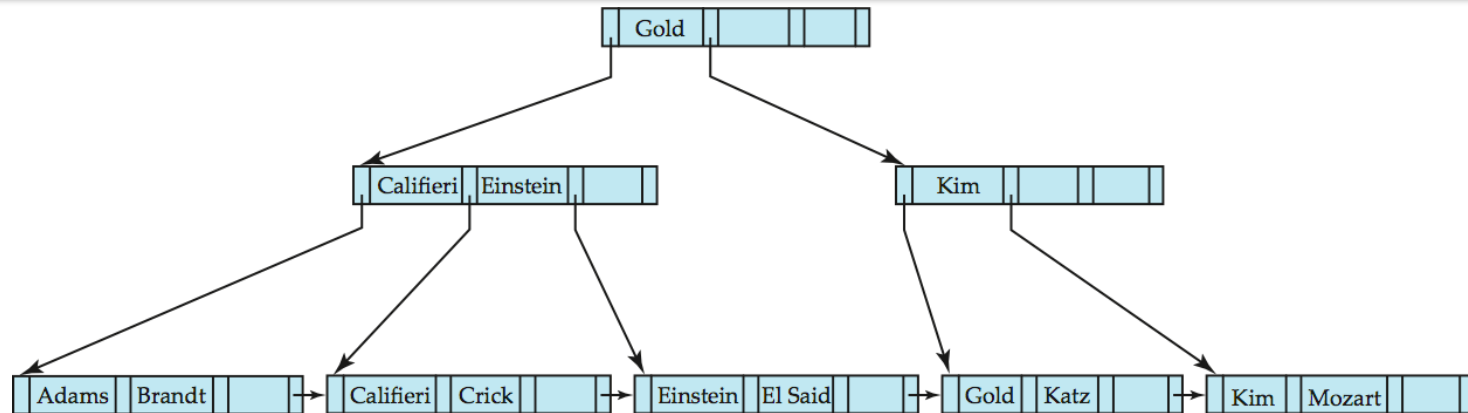 Gold
Califieri Einstein
Kim
Adams Brandt
Califieri Crick
Einstein El Said
Gold Katz
Kim Mozart